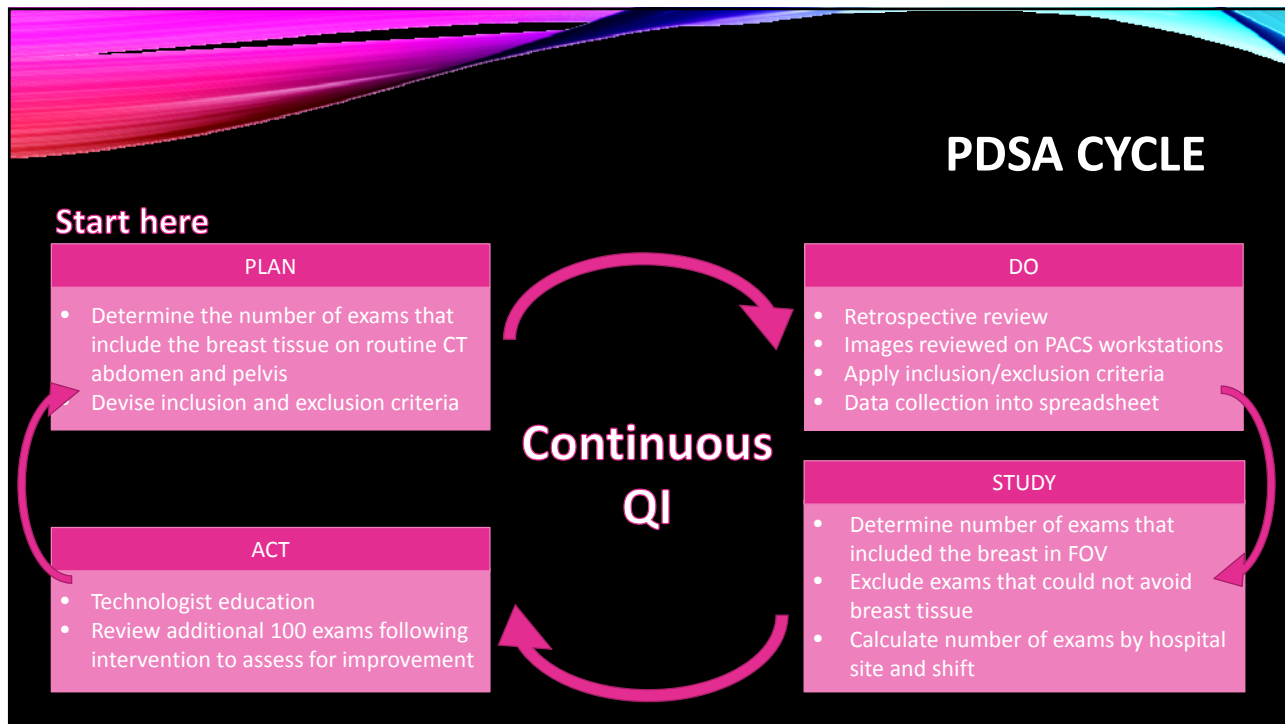 PDSA CYCLE
Start here
PLAN
• Determine the number of exams that
include the breast tissue on routine CT
abdomen and pelvis
• Devise inclusion and exclusion criteria
DO
• Retrospective review
• Images reviewed on PACS workstations
• Apply inclusion/exclusion criteria
• Data collection into spreadsheet
Continuous
QI
STUDY
• Determine number of exams that
included the breast in FOV
• Exclude exams that could not avoid
breast tissue
• Calculate number of exams by hospital
site and shift
ACT
• Technologist education
• Review additional 100 exams following
intervention to assess for improvement